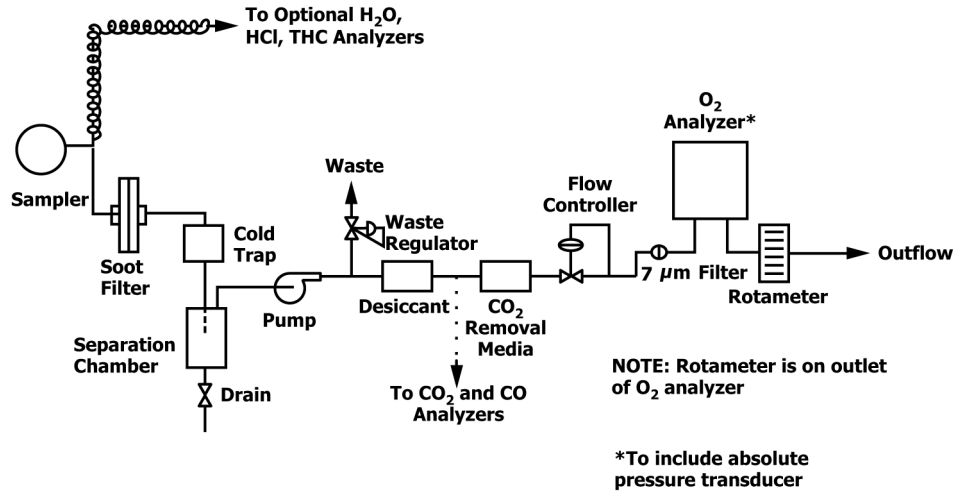 To Optional H₂O,
HCl, THC Analyzers
O₂
Analyzer*
Sampler
Waste
Flow
Controller
Waste
Regulator
Cold
Trap
Soot
Filter
7 µm Filter
Outflow
Rotameter
Pump
Desiccant
CO₂
Removal
Media
Separation
Chamber
Drain
To CO₂ and CO
Analyzers
NOTE: Rotameter is on outlet
of O₂ analyzer
*To include absolute
pressure transducer